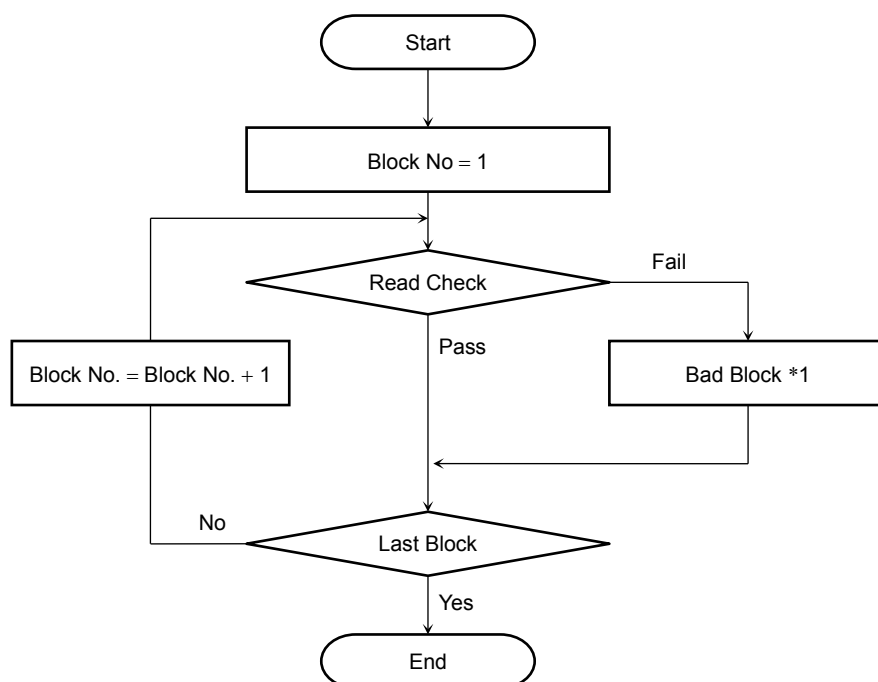 Start
Block No = 1
Read Check
Fail
Pass
Block No. = Block No. + 1
Bad Block *1
No
Last Block
Yes
End